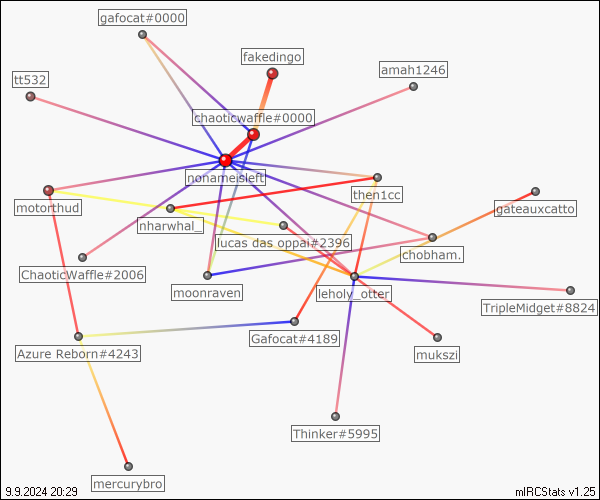 gafocat#0000
fakedingo
amah1246
tt532
chaoticwaffle#0000
nonameisleft
then1cc
motorthud
gateauxcatto
nharwhal_
lucas das oppai#2396
chobham.
ChaoticWaffle#2006
moonraven
leholy_otter
TripleMidget#8824
Gafocat#4189
Azure Reborn#4243
mukszi
Thinker#5995
mercurybro
9.9.2024 20:29
mIRCStats v1.25